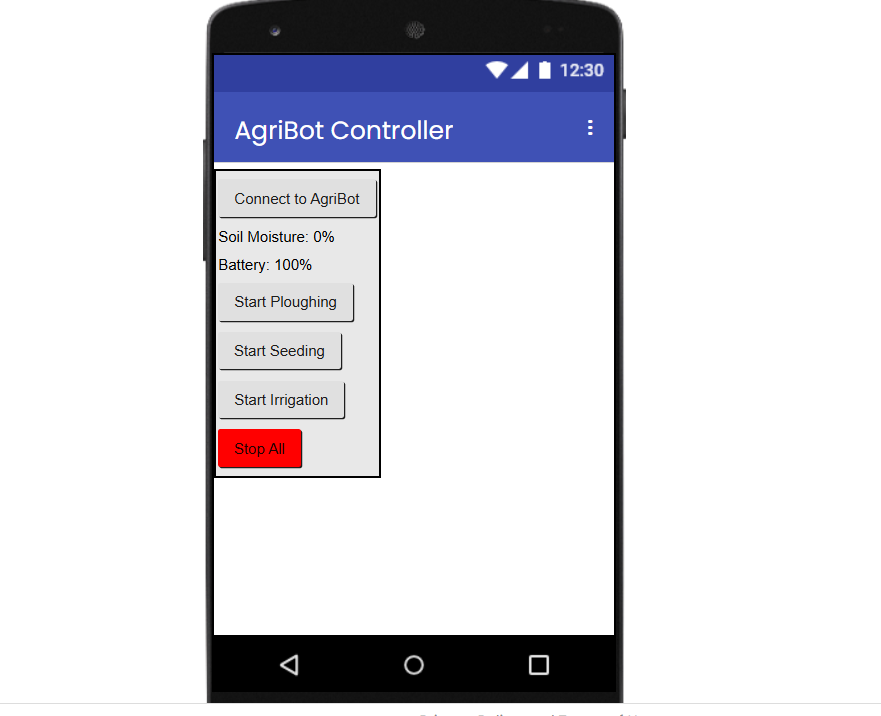 12:30
AgriBot Controller
Connect to AgriBot
Soil Moisture: 0%
Battery: 100%
Start Ploughing
Start Seeding
Start Irrigation
Stop All